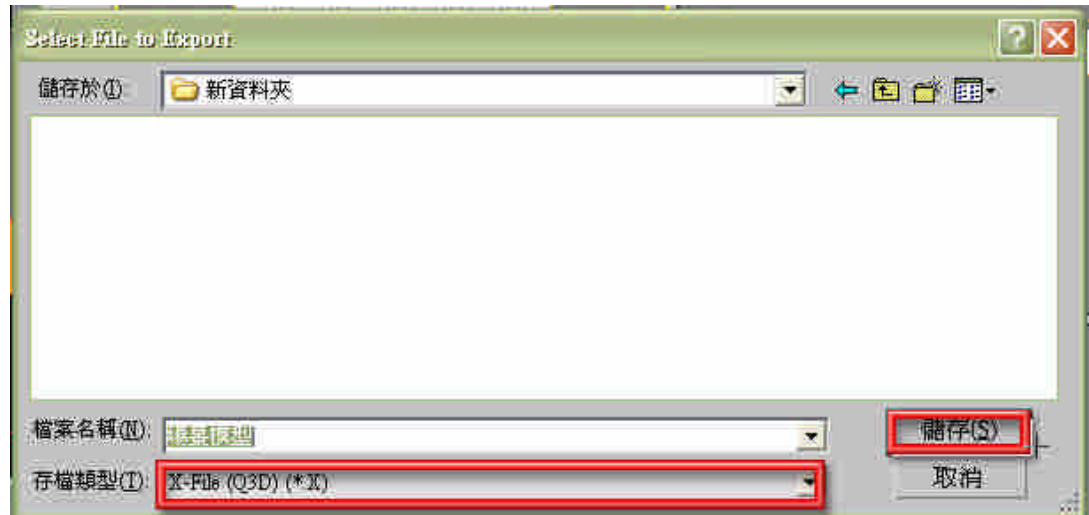 Select File to Export
儲存於(I):
新資料夾
檔案名稱(N):
儲存(S)
存檔類型(T):
X-File (Q3D) (*.X)
取消